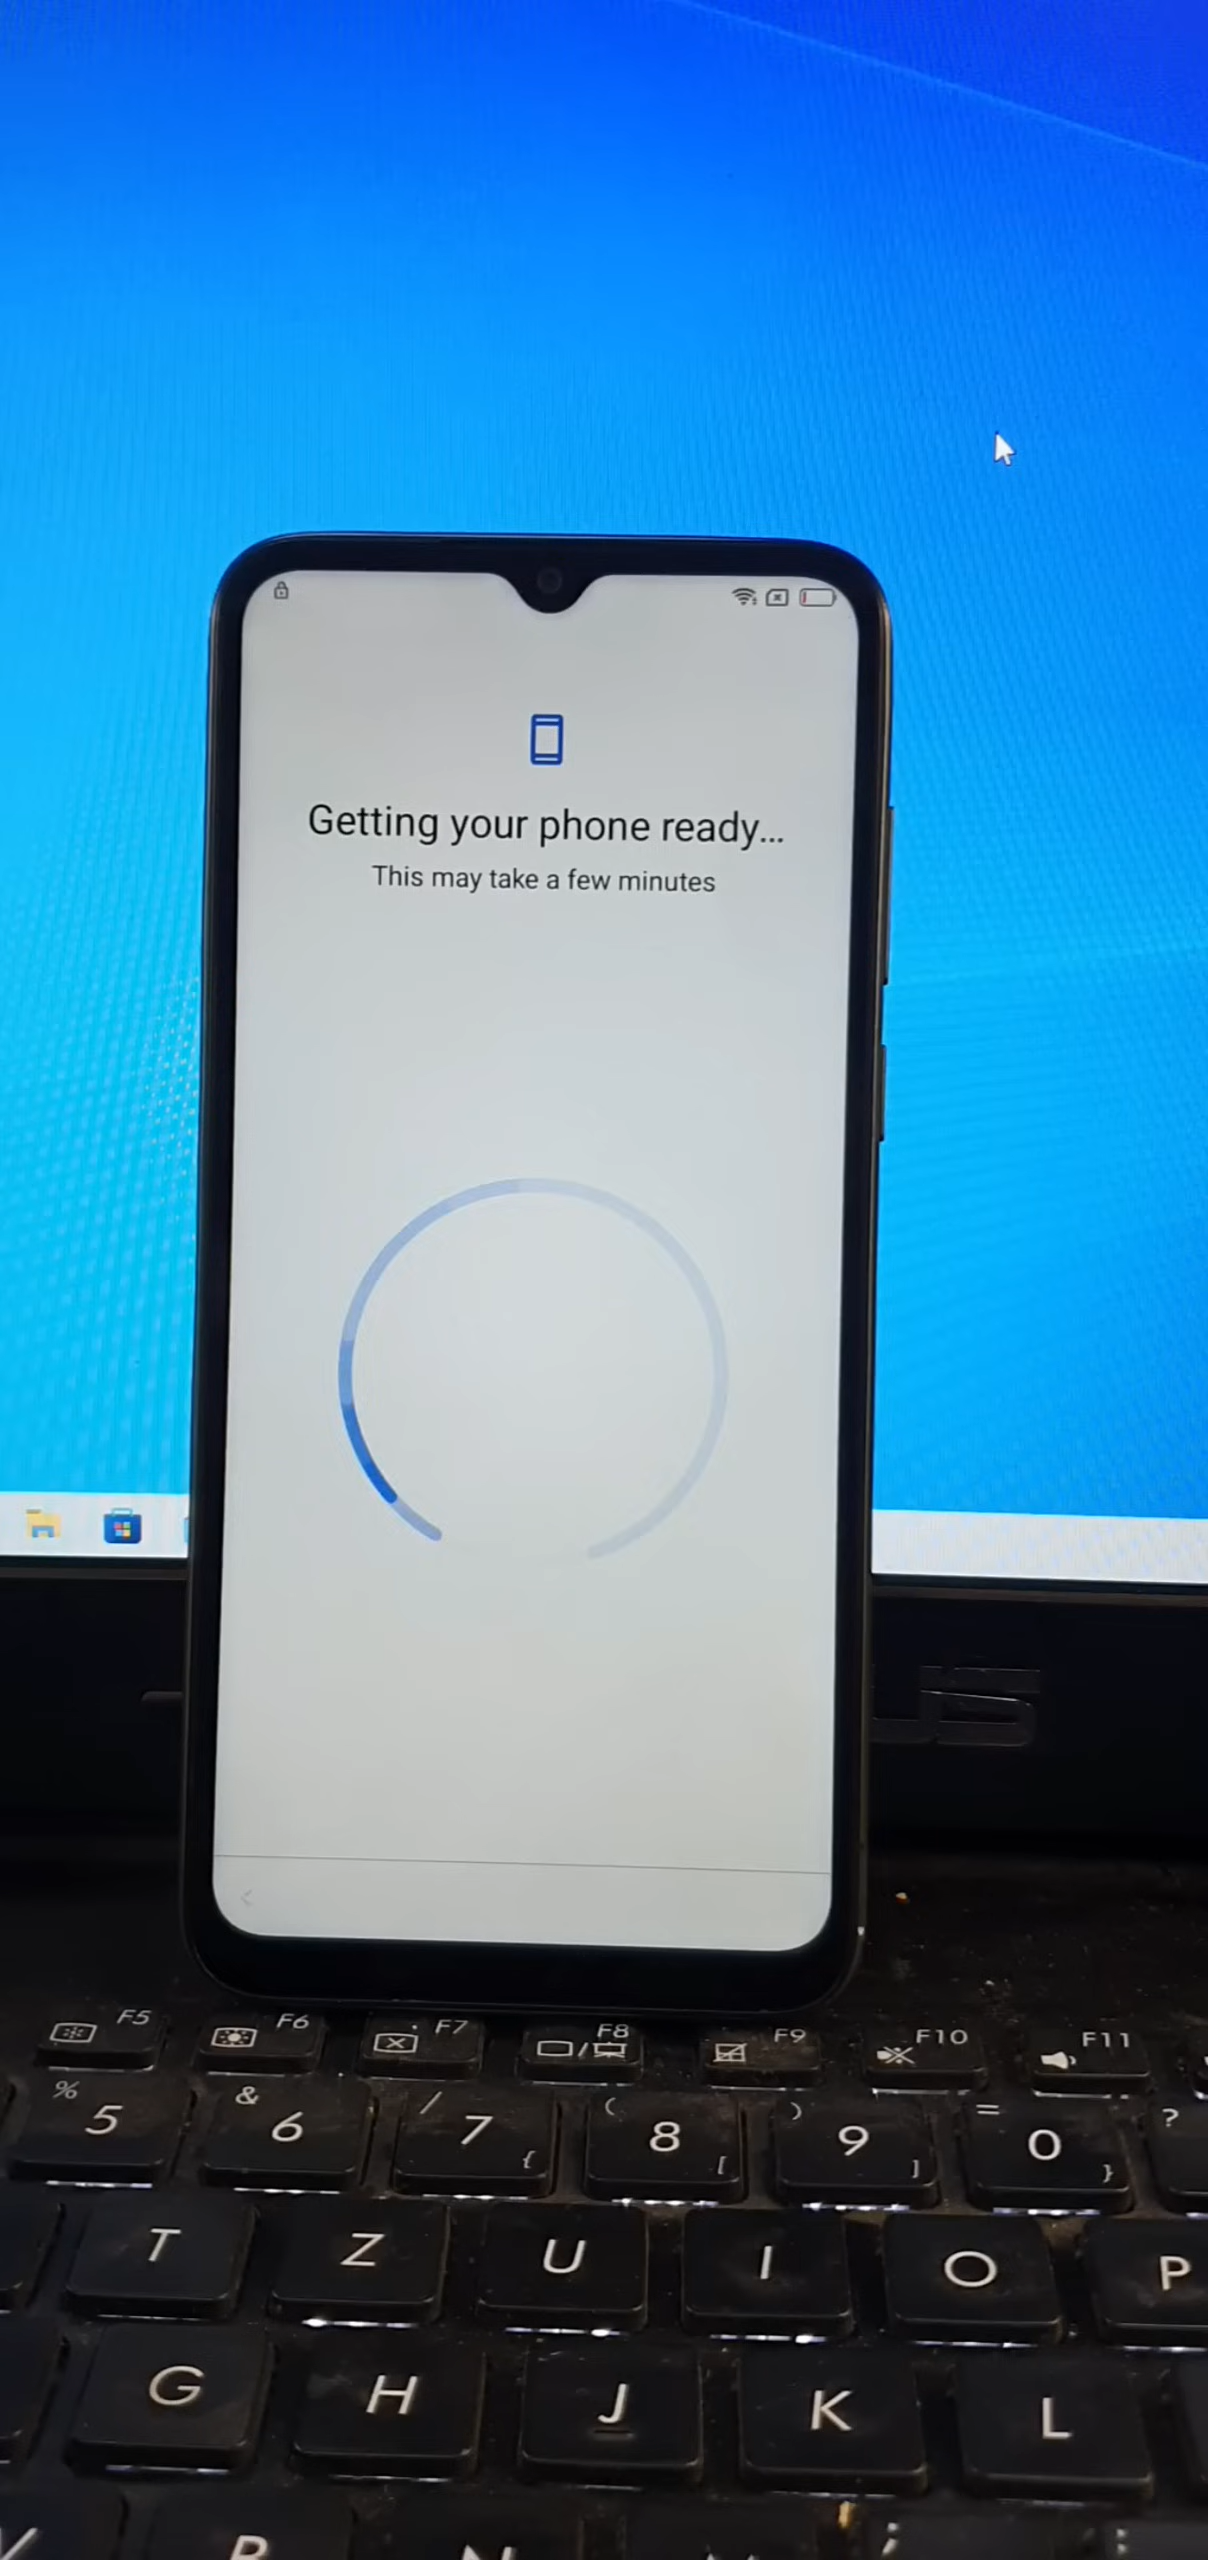 Getting your phone ready...
This may take a few minutes
F5 F6 F7 F8 F9 F10 F11
% 5 & 6 / 7 { ( 8 [ ) 9 ] = 0 } ?
T Z U I O P
G H J K L